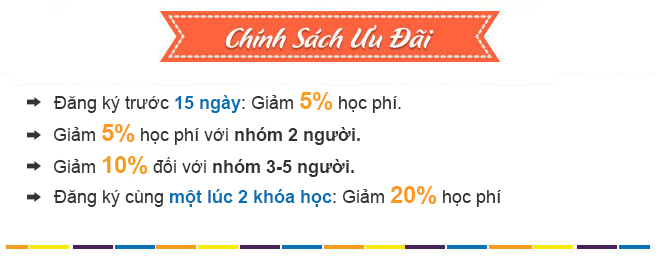 Chính Sách Ưu Đãi
Đăng ký trước 15 ngày: Giảm 5% học phí.
Giảm 5% học phí với nhóm 2 người.
Giảm 10% đối với nhóm 3-5 người.
Đăng ký cùng một lúc 2 khóa học: Giảm 20% học phí